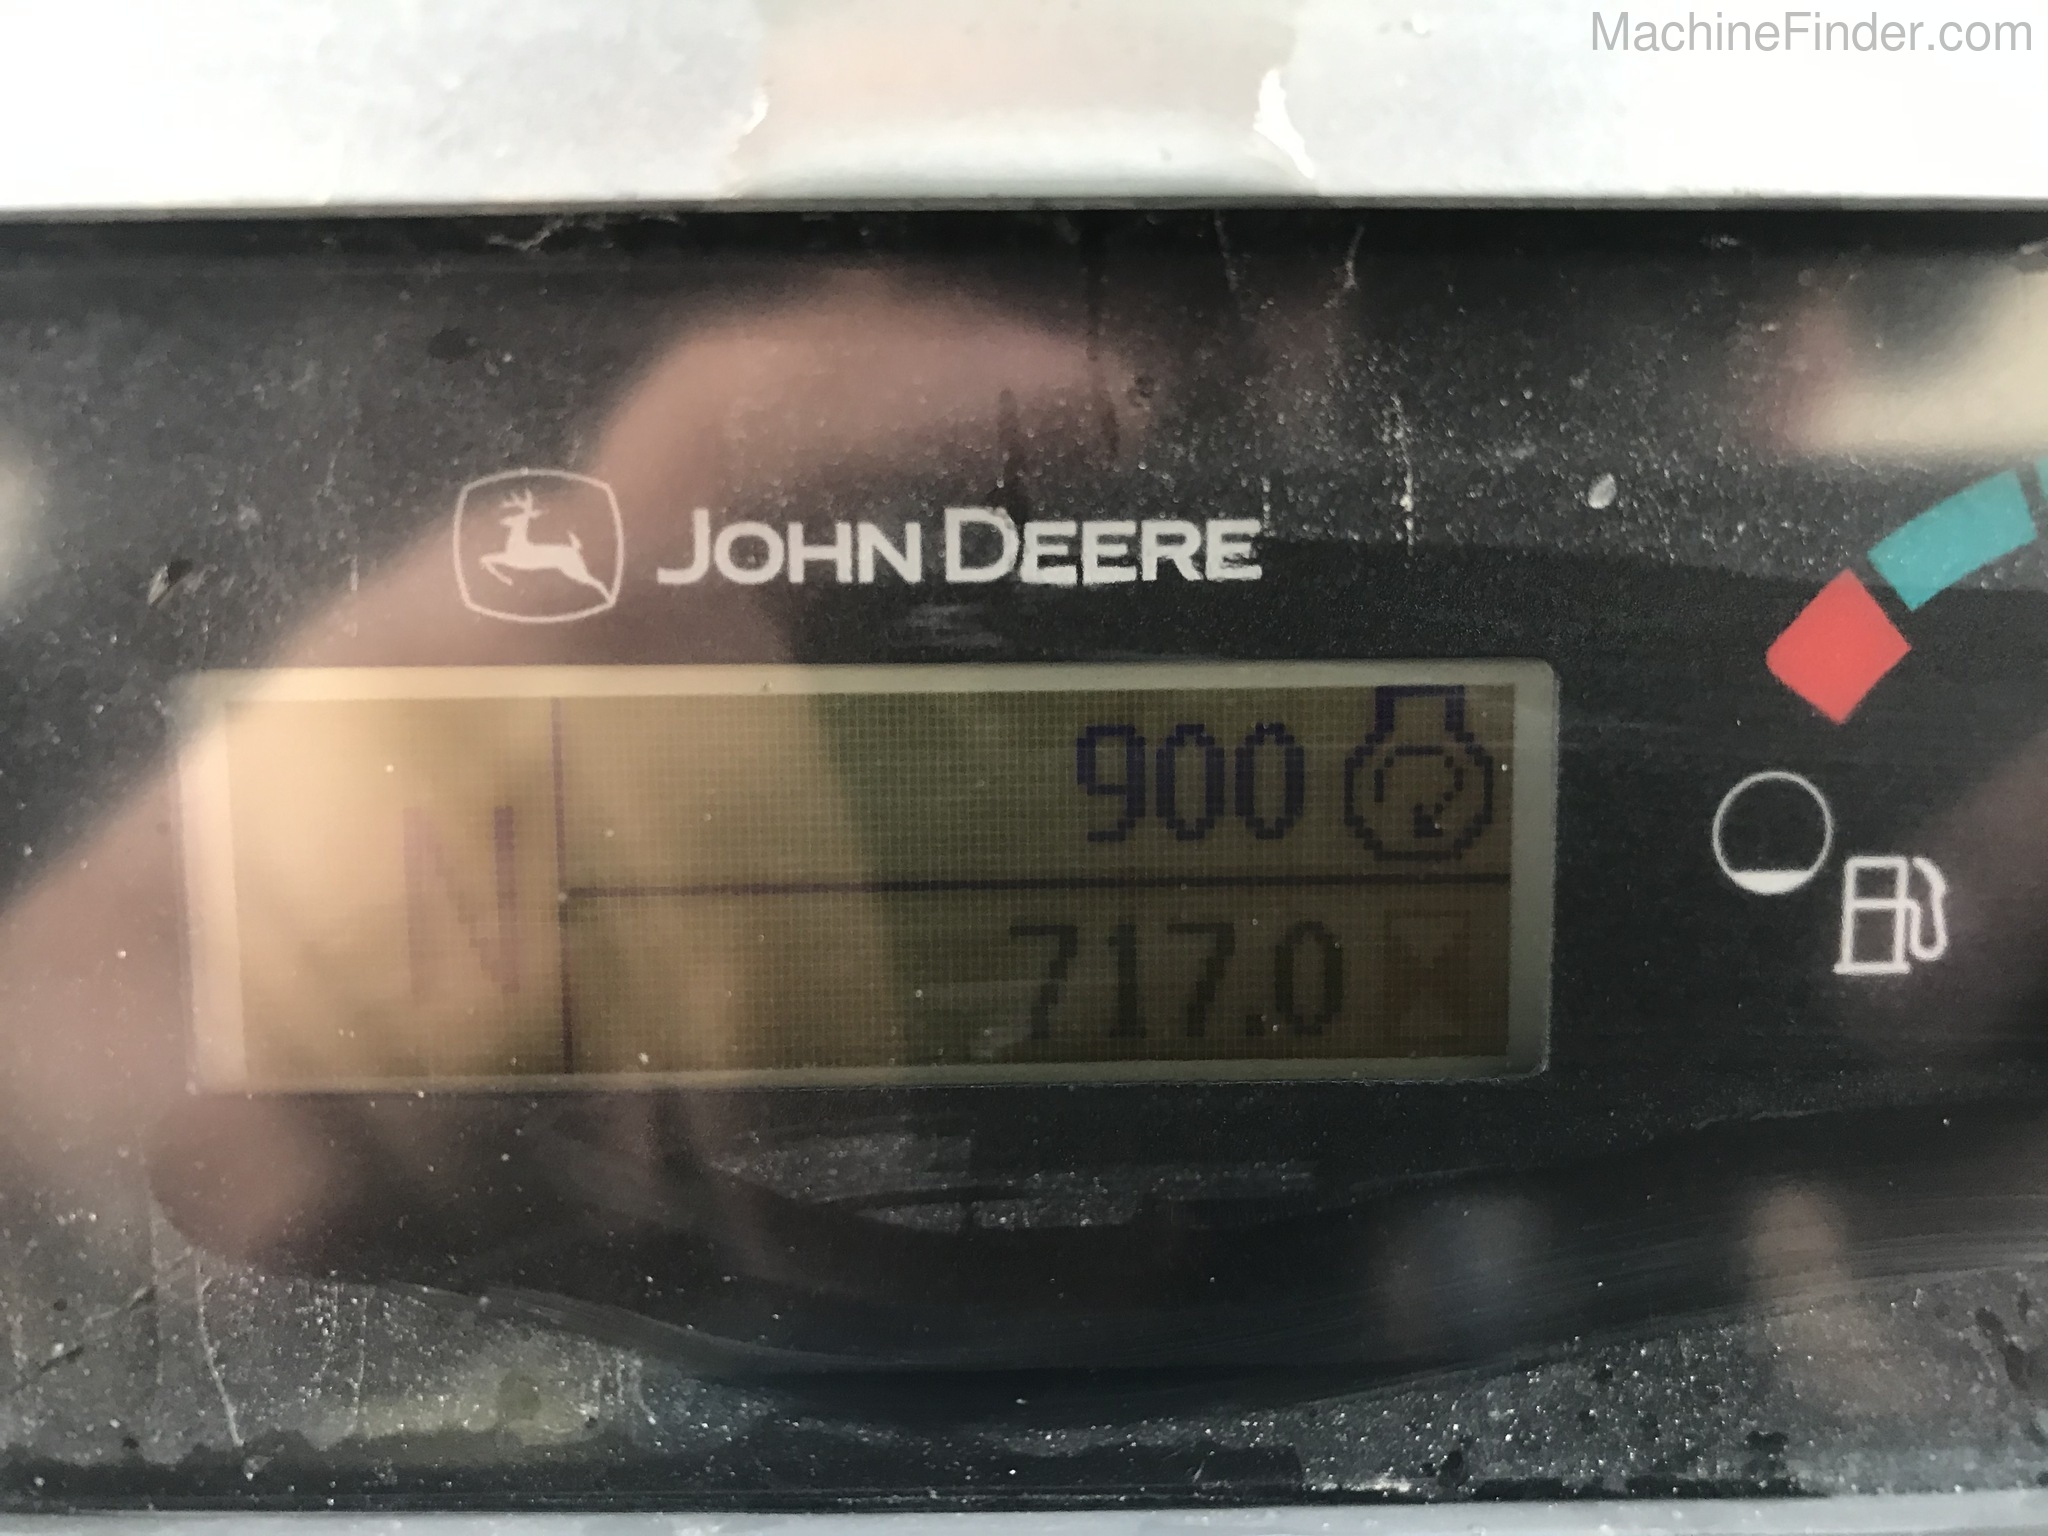 MachineFinder.com
JOHN DEERE
900
N
717.0